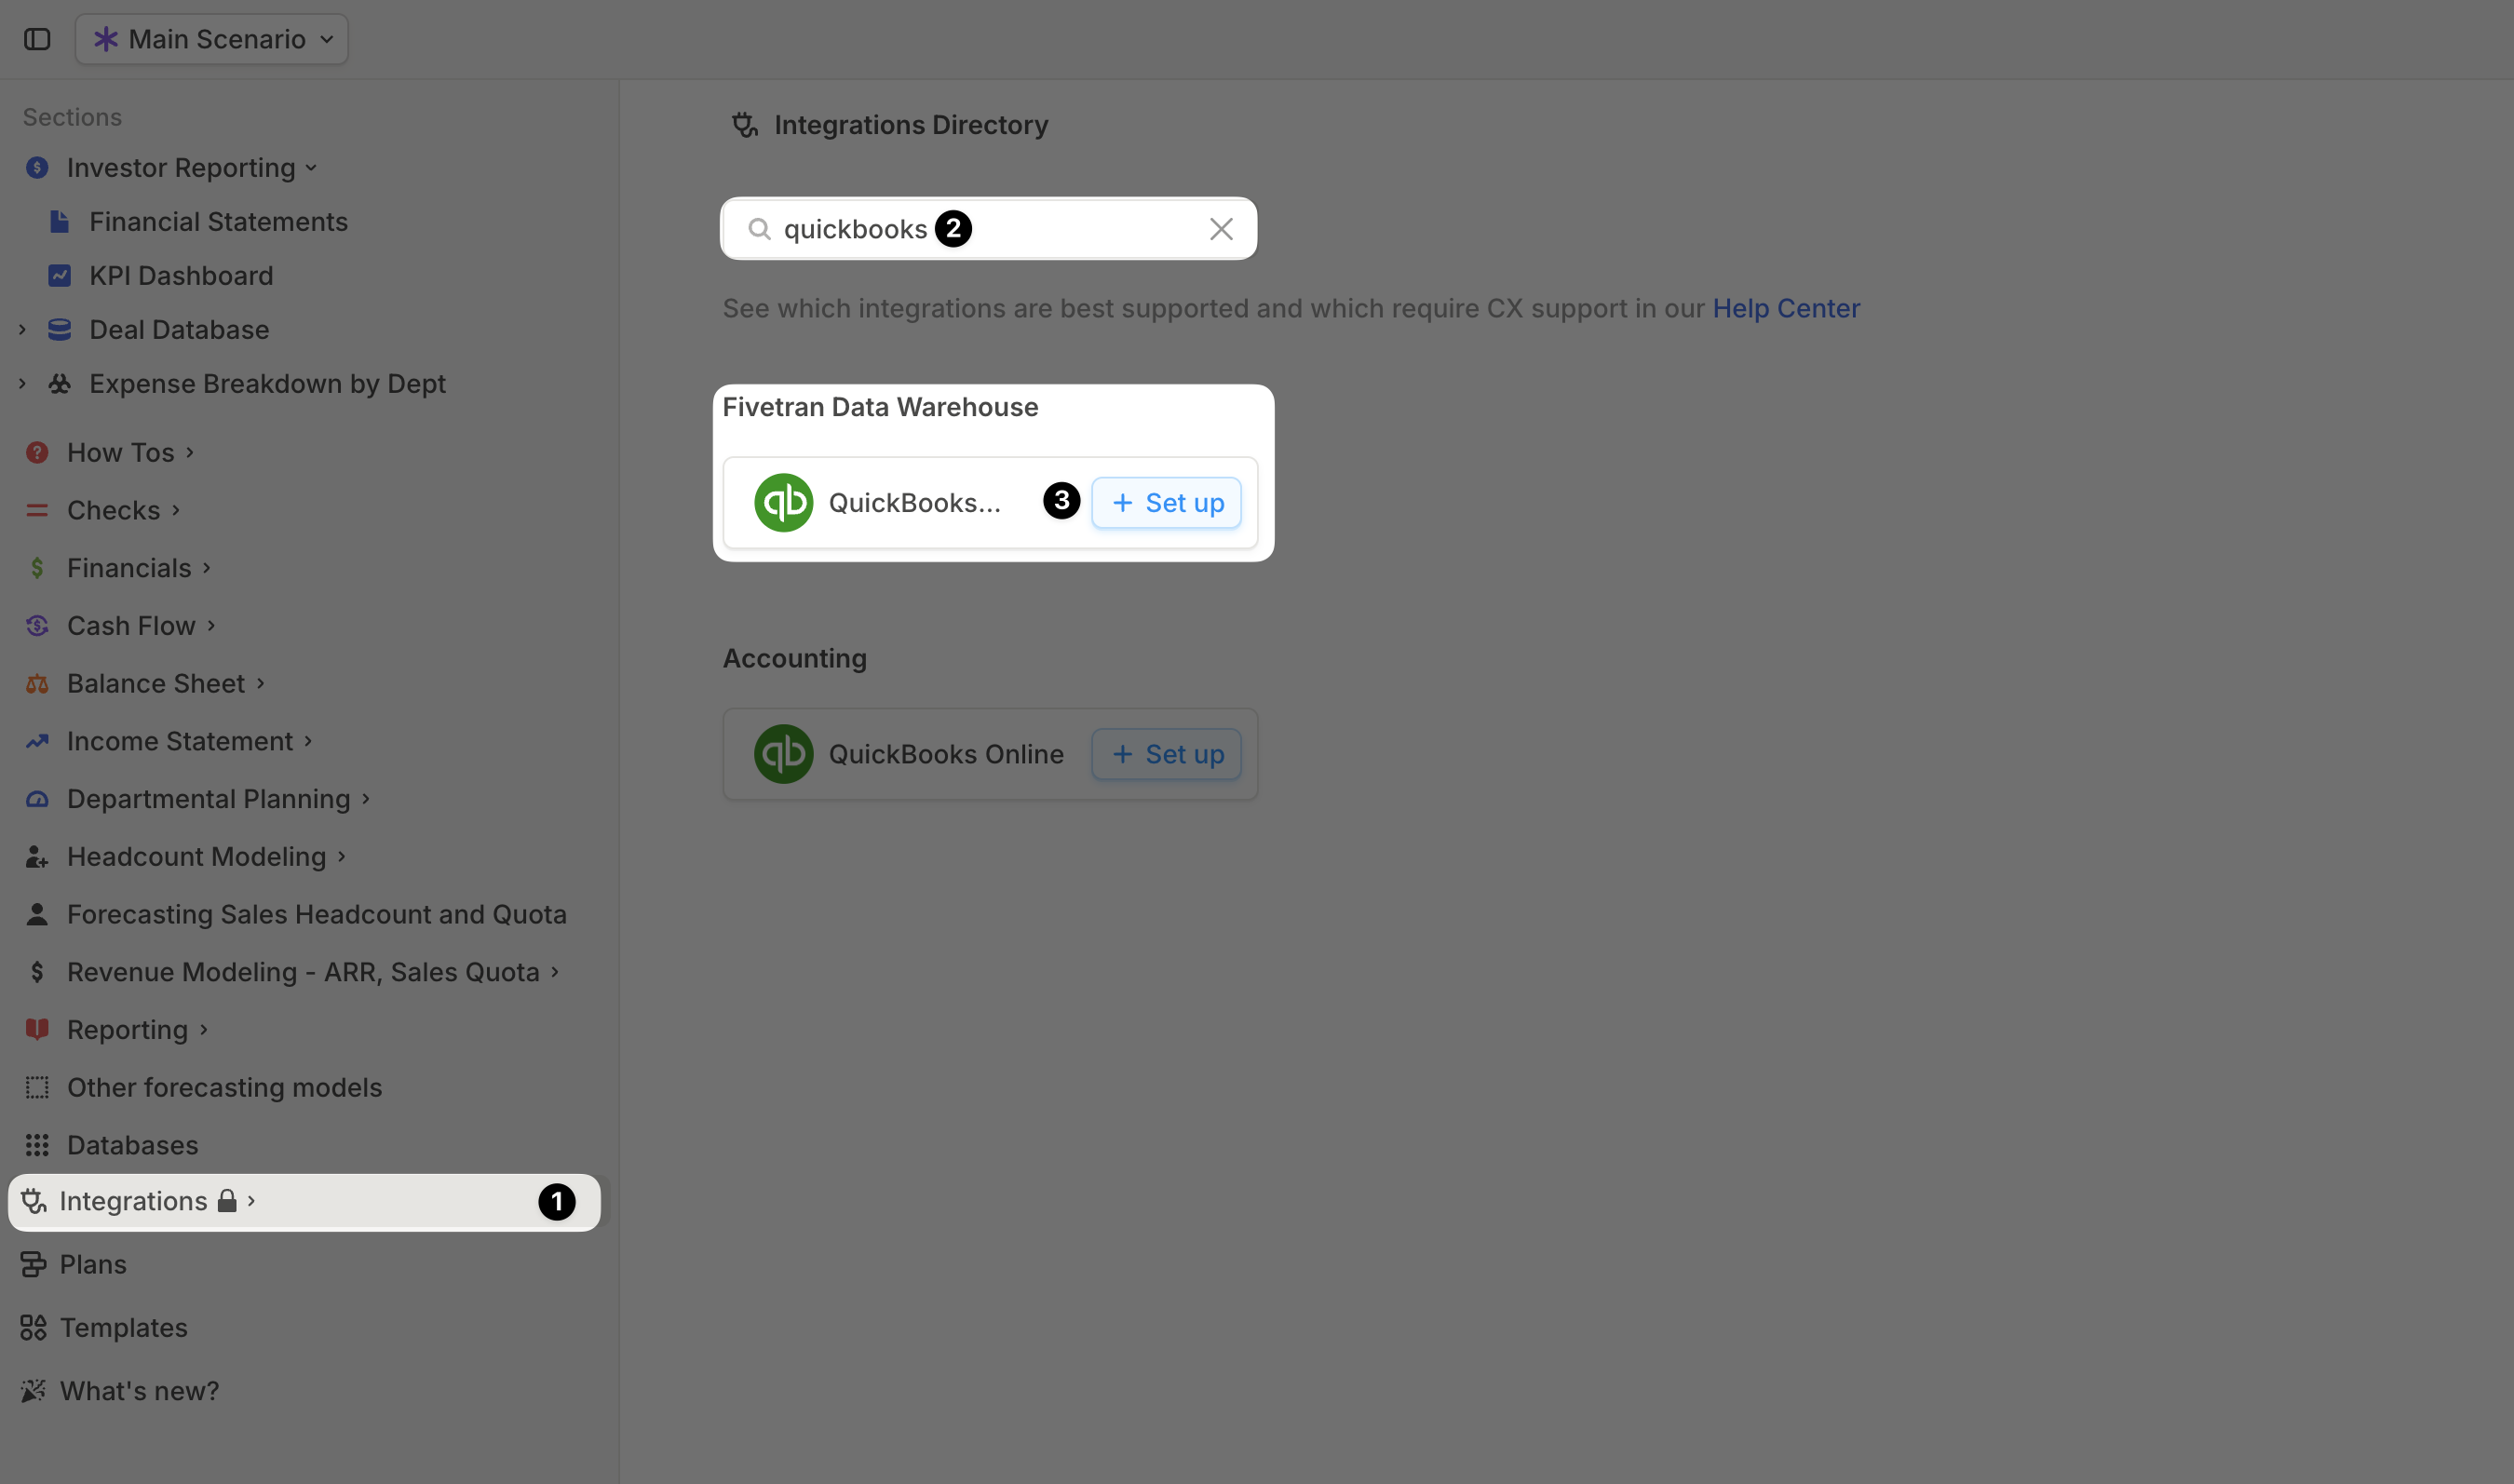 Main Scenario
Sections
Investor Reporting
Financial Statements
KPI Dashboard
Deal Database
Expense Breakdown by Dept
How Tos
Checks
Financials
Cash Flow
Balance Sheet
Income Statement
Departmental Planning
Headcount Modeling
Forecasting Sales Headcount and Quota
Revenue Modeling - ARR, Sales Quota
Reporting
Other forecasting models
Databases
Integrations 1
Plans
Templates
What's new?
Integrations Directory
quickbooks 2
See which integrations are best supported and which require CX support in our Help Center
Fivetran Data Warehouse
qb QuickBooks... 3 + Set up
Accounting
qb QuickBooks Online + Set up